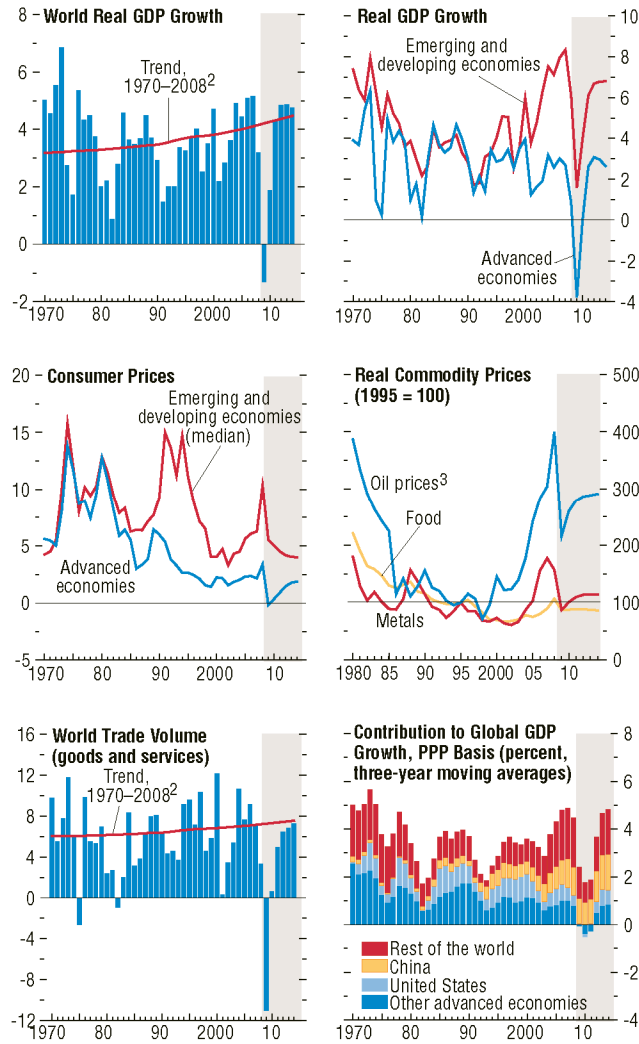 World Real GDP Growth
8
6
4
2
0
-2
Trend,
1970–2008²
1970 80 90 2000 10
Real GDP Growth
10
8
6
4
2
0
-2
-4
Emerging and
developing economies
Advanced
economies
1970 80 90 2000 10
Consumer Prices
20
15
10
5
0
-5
Emerging and
developing economies
(median)
Advanced
economies
1970 80 90 2000 10
Real Commodity Prices
(1995 = 100)
500
400
300
200
100
0
Oil prices³
Food
Metals
1980 85 90 95 2000 05 10
World Trade Volume
(goods and services)
16
12
8
4
0
-4
-8
-12
Trend,
1970–2008²
1970 80 90 2000 10
Contribution to Global GDP
Growth, PPP Basis (percent,
three-year moving averages)
8
6
4
2
0
-2
-4
Rest of the world
China
United States
Other advanced economies
1970 80 90 2000 10